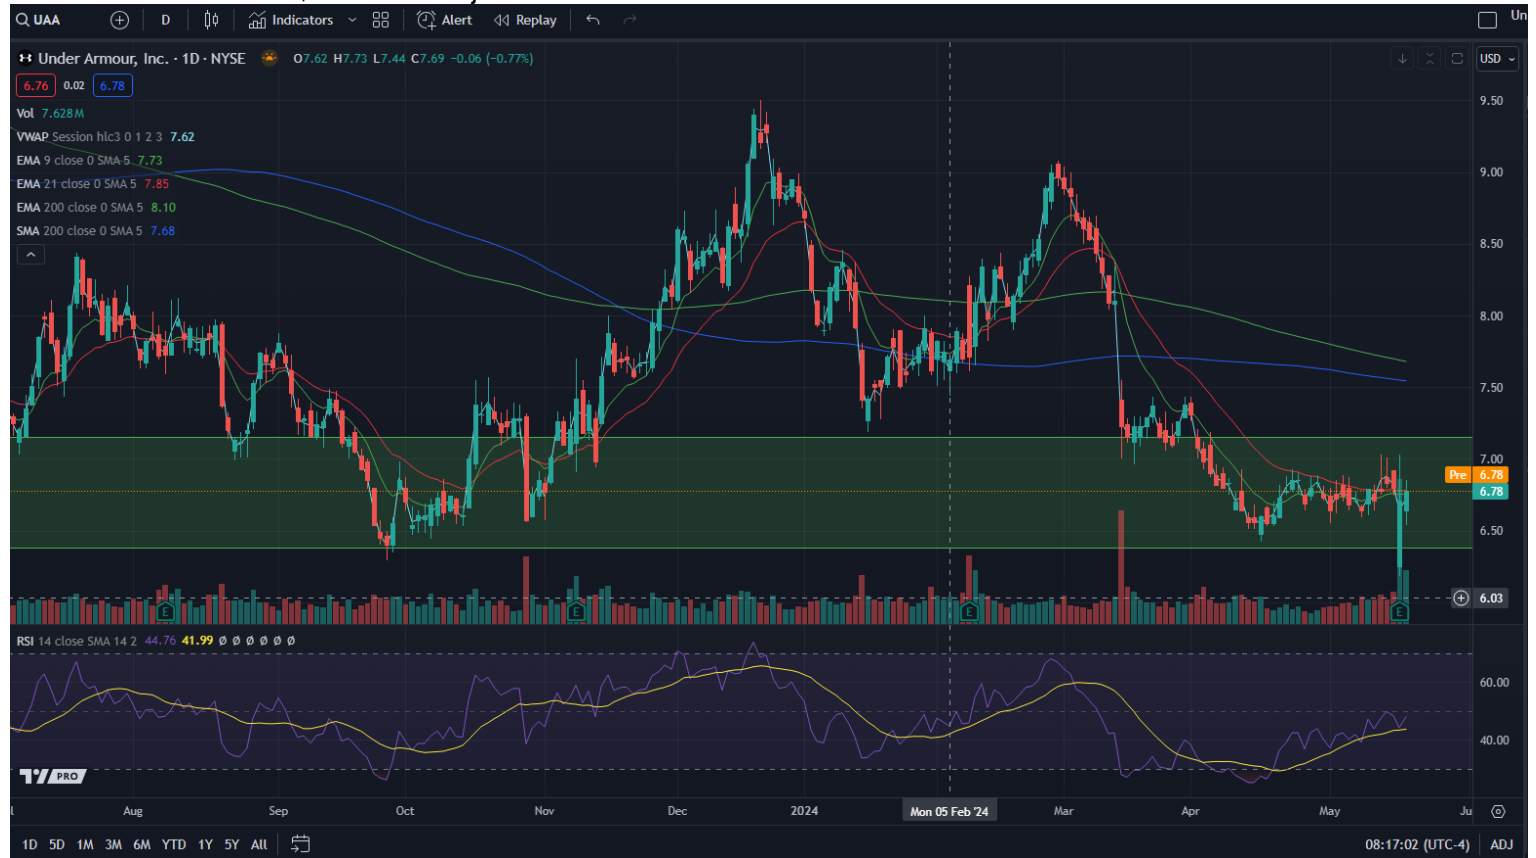 UAA D Indicators Alert Replay Un
Under Armour, Inc. · 1D · NYSE O7.62 H7.73 L7.44 C7.69 −0.06 (−0.77%) USD
6.76 0.02 6.78
Vol 7.628M
VWAP Session hlc3 0 1 2 3 7.62
EMA 9 close 0 SMA 5 7.73
EMA 21 close 0 SMA 5 7.85
EMA 200 close 0 SMA 5 8.10
SMA 200 close 0 SMA 5 7.68
9.50
9.00
8.50
8.00
7.50
7.00
Pre 6.78
6.78
6.50
6.03
E E E E
RSI 14 close SMA 14 2 44.76 41.99 Ø Ø Ø Ø Ø Ø
60.00
40.00
PRO
Aug Sep Oct Nov Dec 2024 Mon 05 Feb '24 Mar Apr May Ju
1D 5D 1M 3M 6M YTD 1Y 5Y All 08:17:02 (UTC-4) ADJ